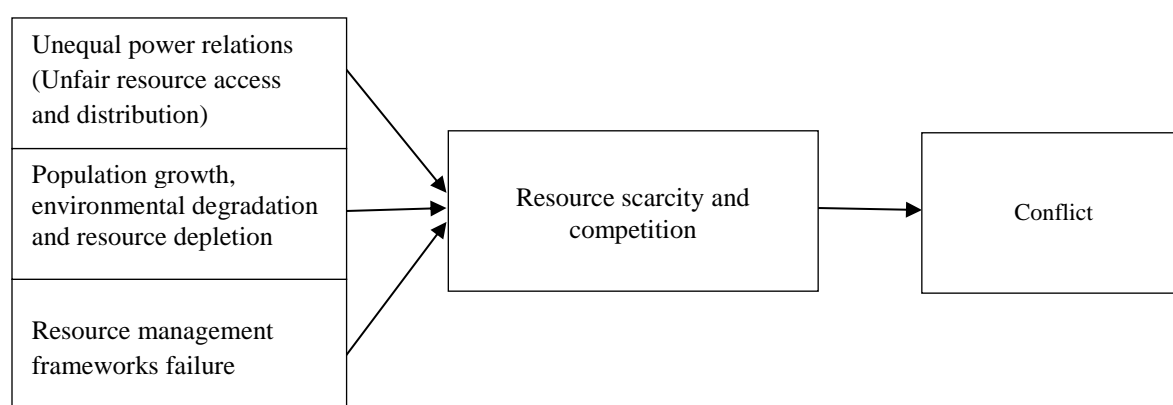 Unequal power relations
(Unfair resource access
and distribution)
Population growth,
environmental degradation
and resource depletion
Resource management
frameworks failure
Resource scarcity and
competition
Conflict